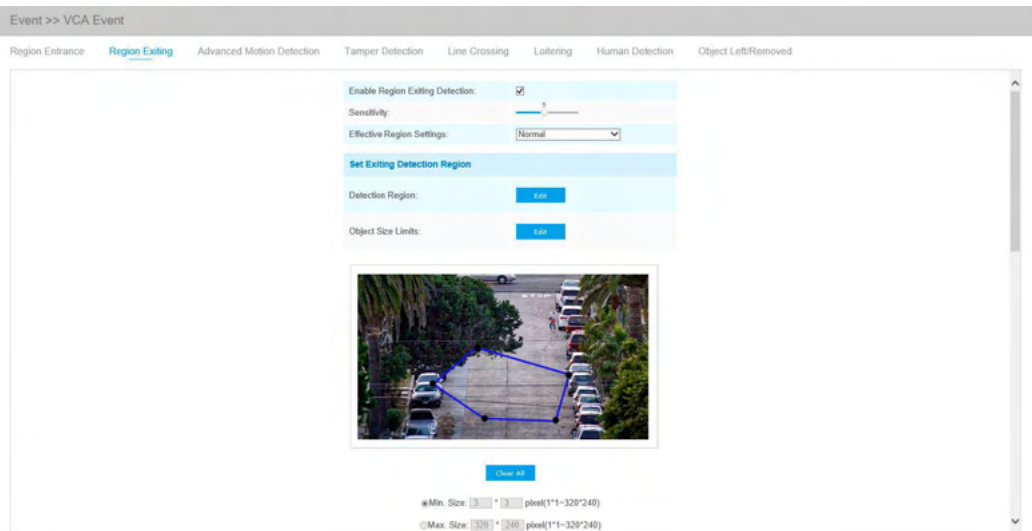 Event >> VCA Event
Region Entrance Region Exiting Advanced Motion Detection Tamper Detection Line Crossing Loitering Human Detection Object Left/Removed
Enable Region Exiting Detection:
Sensitivity: 5
Effective Region Settings: Normal
Set Exiting Detection Region
Detection Region: Edit
Object Size Limits: Edit
STOP
Clear All
Min. Size: 3 * 3 pixel(1*1~320*240)
Max. Size: 320 * 240 pixel(1*1~320*240)